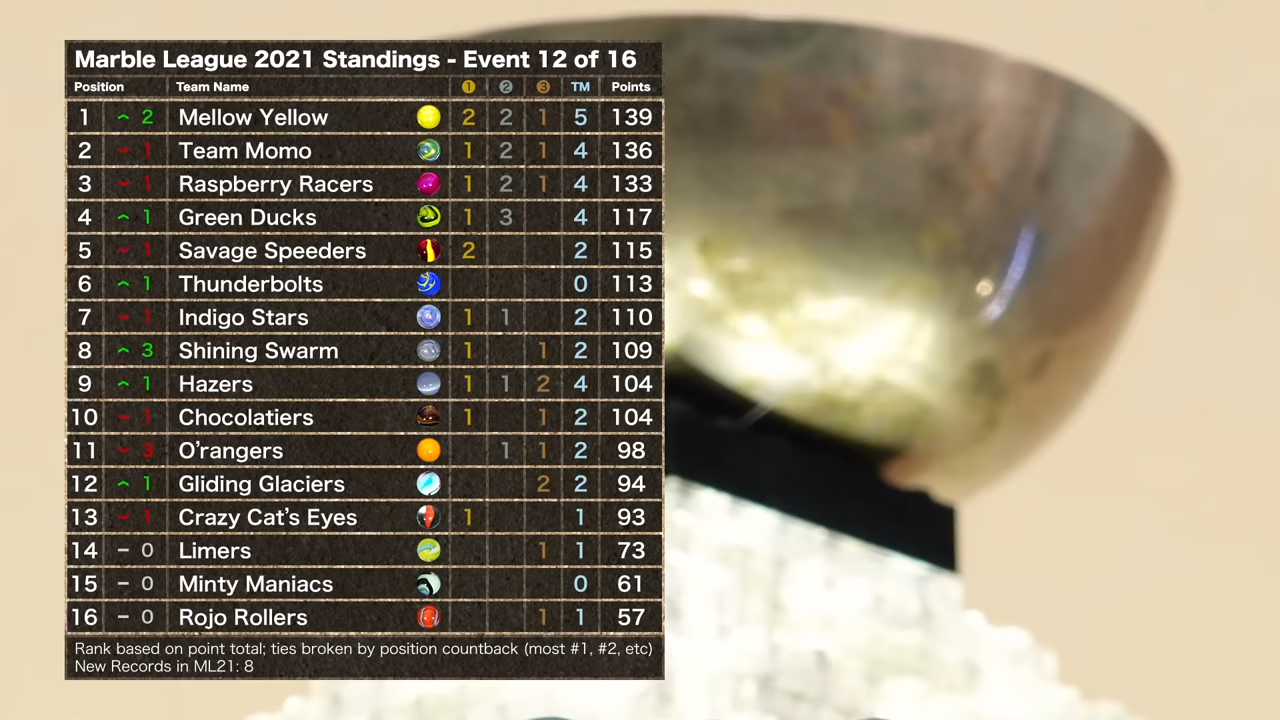 Marble League 2021 Standings - Event 12 of 16
Position Team Name 1 2 3 TM Points
1 ^ 2 Mellow Yellow 2 2 1 5 139
2 1 Team Momo 1 2 1 4 136
3 1 Raspberry Racers 1 2 1 4 133
4 ^ 1 Green Ducks 1 3 4 117
5 1 Savage Speeders 2 2 115
6 ^ 1 Thunderbolts 0 113
7 1 Indigo Stars 1 1 2 110
8 ^ 3 Shining Swarm 1 1 2 109
9 ^ 1 Hazers 1 1 2 4 104
10 1 Chocolatiers 1 1 2 104
11 3 O’rangers 1 1 2 98
12 ^ 1 Gliding Glaciers 2 2 94
13 1 Crazy Cat’s Eyes 1 1 93
14 – 0 Limers 1 1 73
15 – 0 Minty Maniacs 0 61
16 – 0 Rojo Rollers 1 1 57
Rank based on point total; ties broken by position countback (most #1, #2, etc)
New Records in ML21: 8